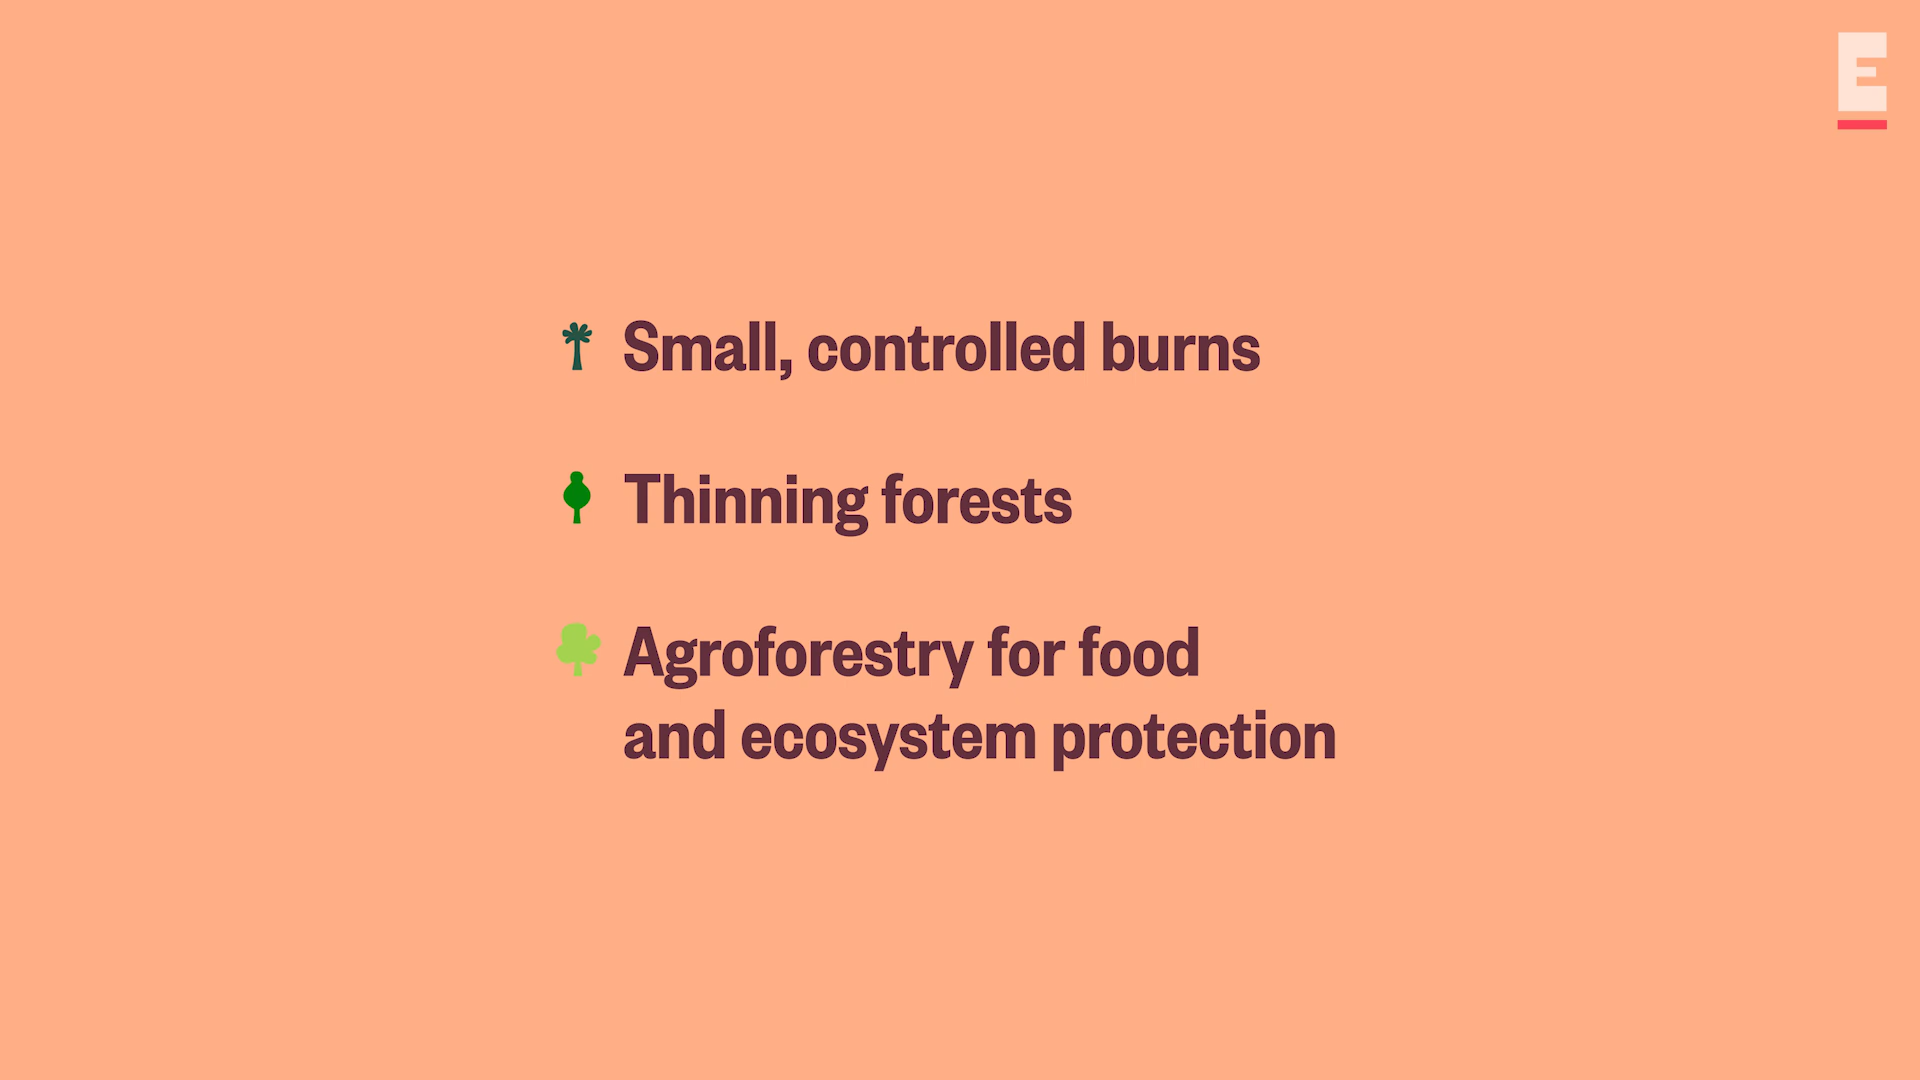 E
Small, controlled burns
Thinning forests
Agroforestry for food
and ecosystem protection